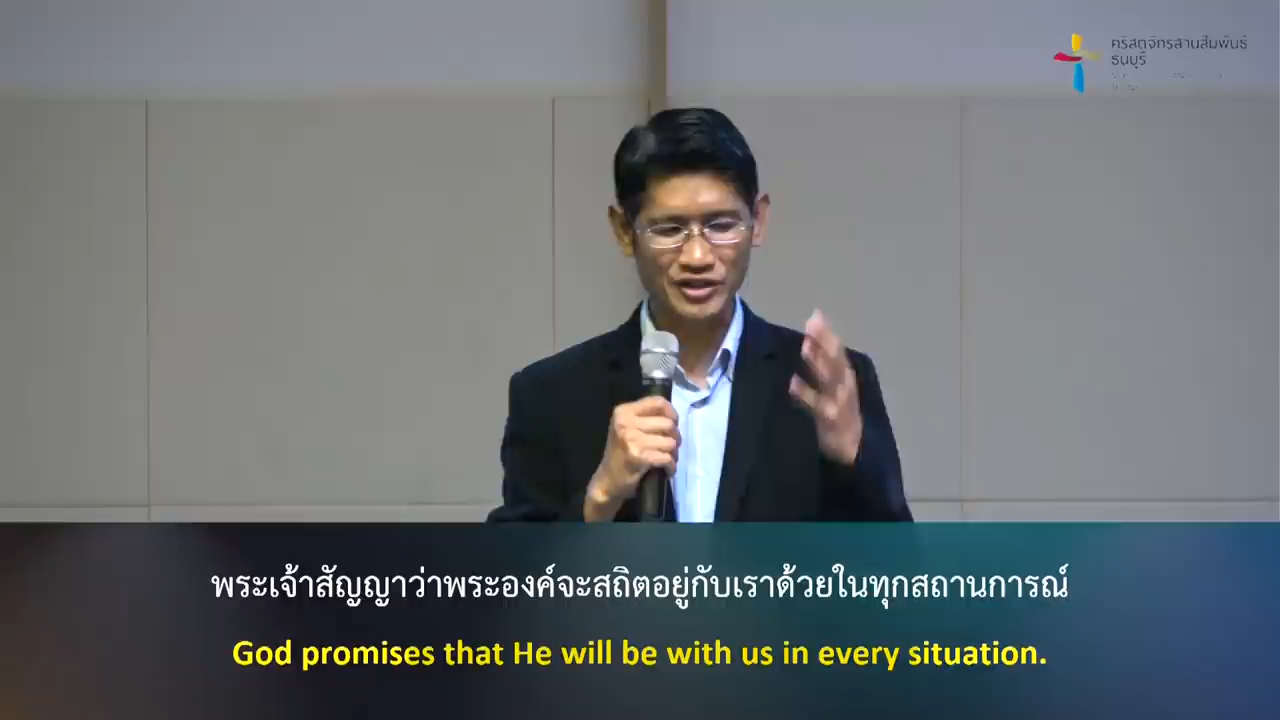 คริสตจักรสานสัมพันธ์
ธนบุรี
พระเจ้าสัญญาว่าพระองค์จะสถิตอยู่กับเราด้วยในทุกสถานการณ์
God promises that He will be with us in every situation.